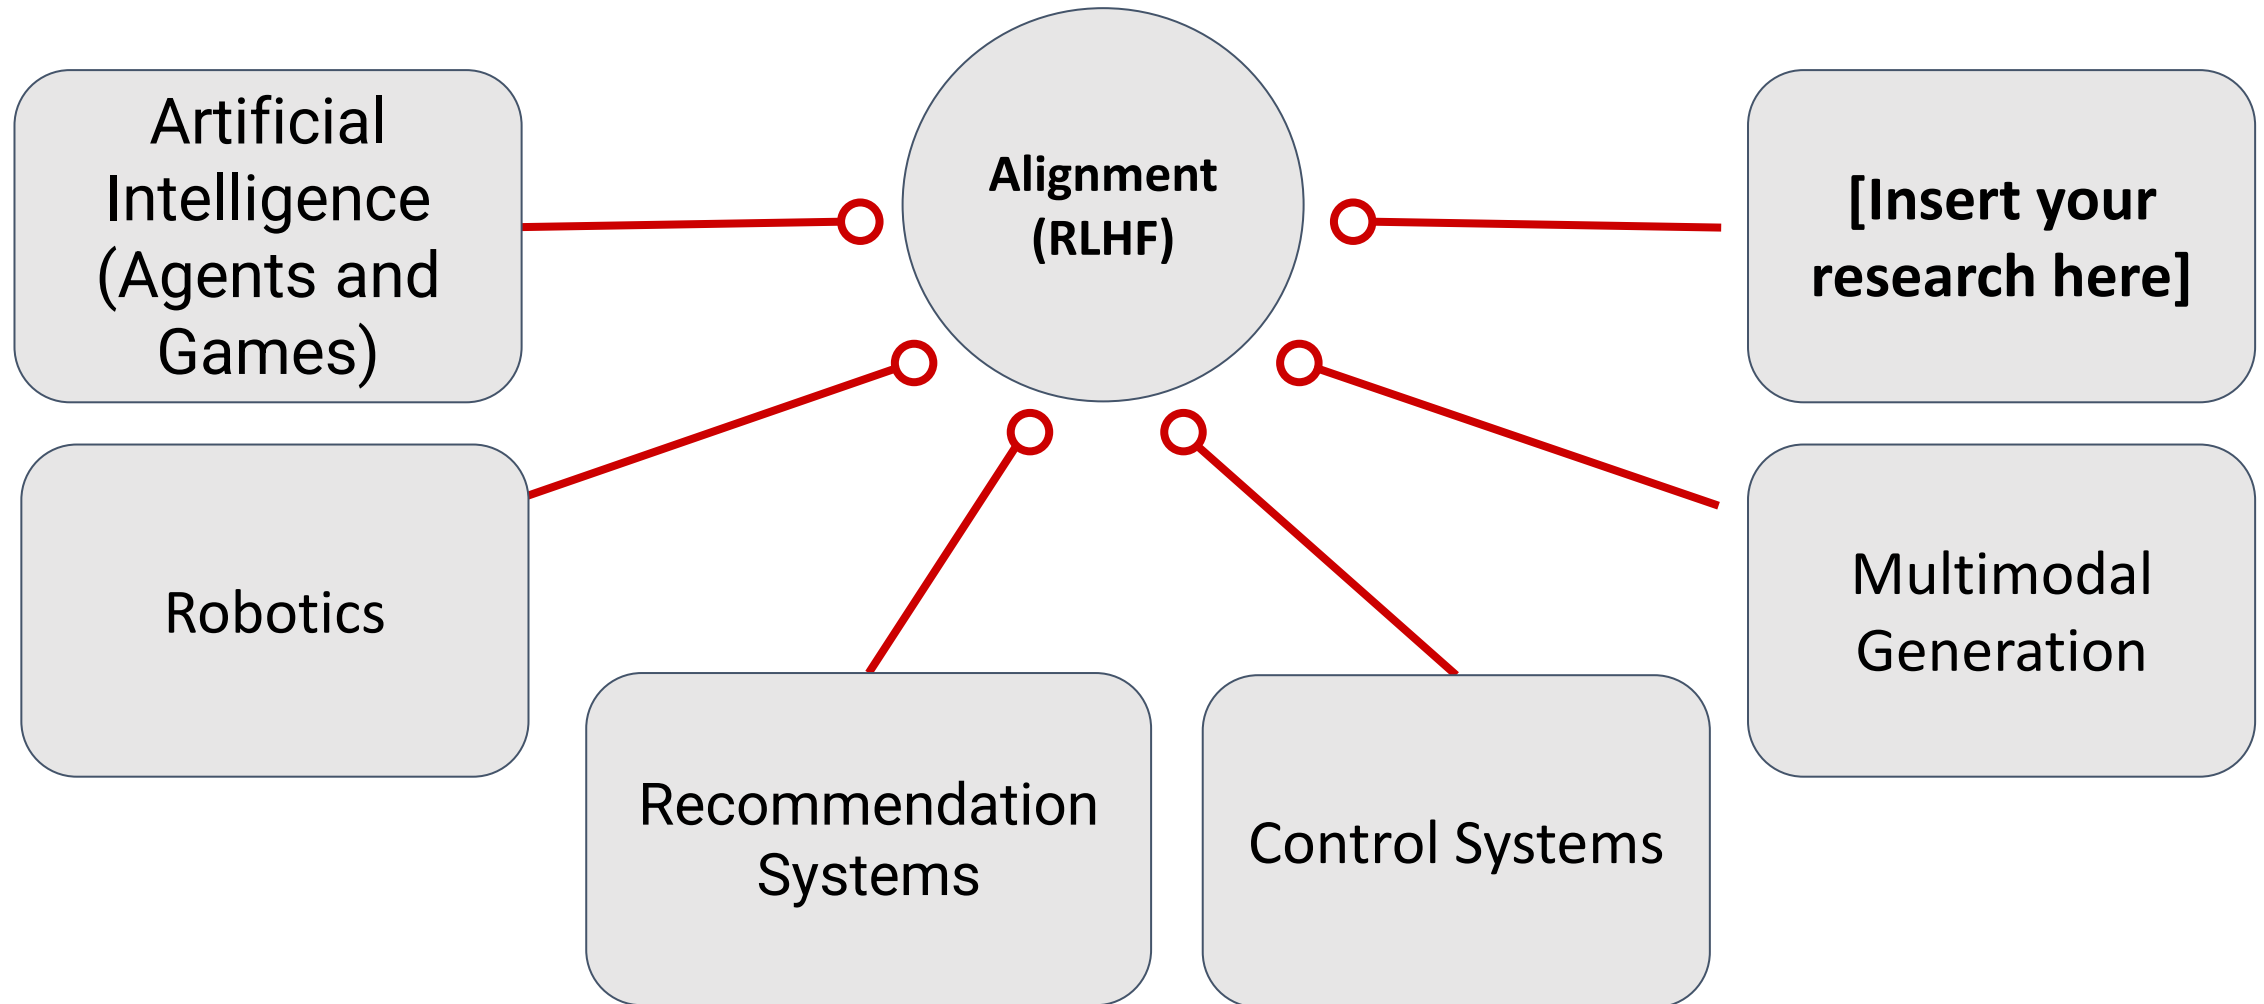 Artificial
Intelligence
(Agents and
Games)
Alignment
(RLHF)
[Insert your
research here]
Robotics
Multimodal
Generation
Recommendation
Systems
Control Systems